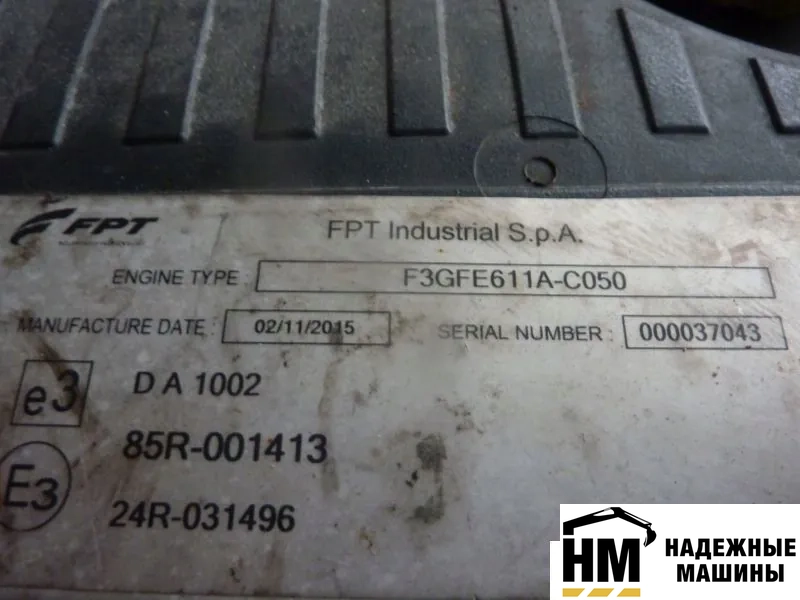 FPT
FPT Industrial S.p.A.
ENGINE TYPE : F3GFE611A-C050
MANUFACTURE DATE : 02/11/2015 SERIAL NUMBER : 000037043
e3 DA 1002
85R-001413
E3
24R-031496
НМ НАДЕЖНЫЕ
МАШИНЫ